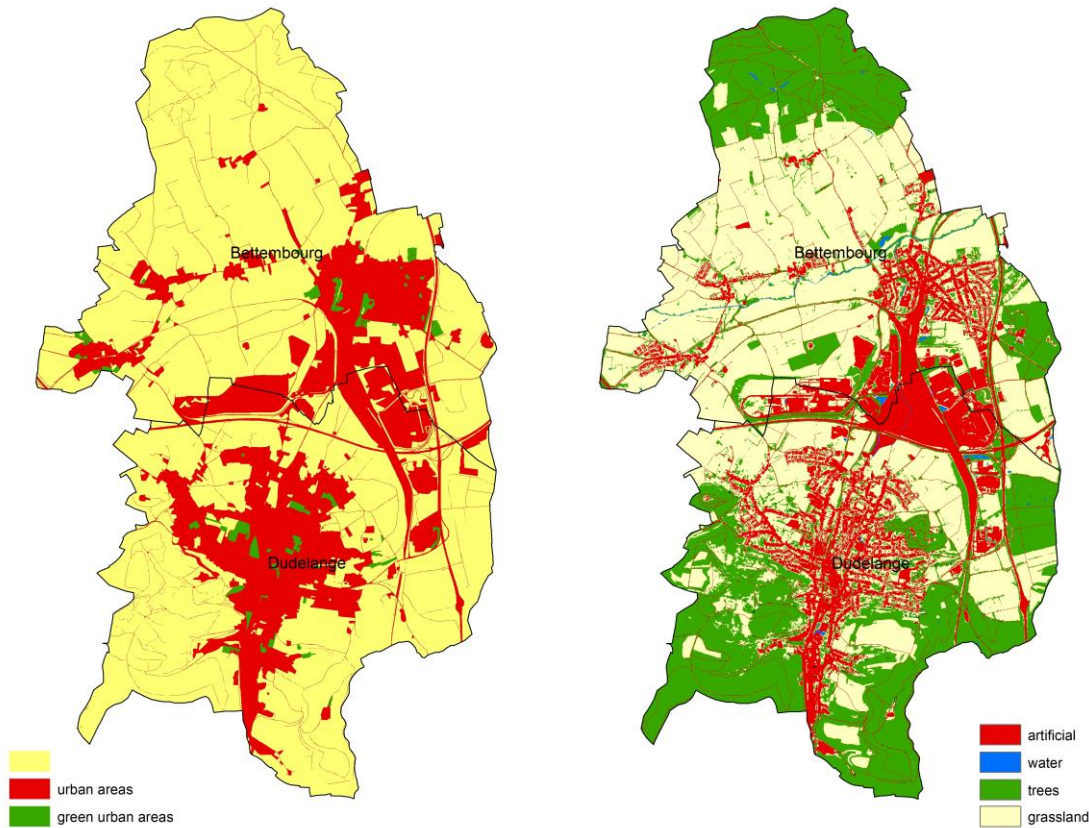 Bettembourg
Dudelange
urban areas
green urban areas
Bettembourg
Dudelange
artificial
water
trees
grassland